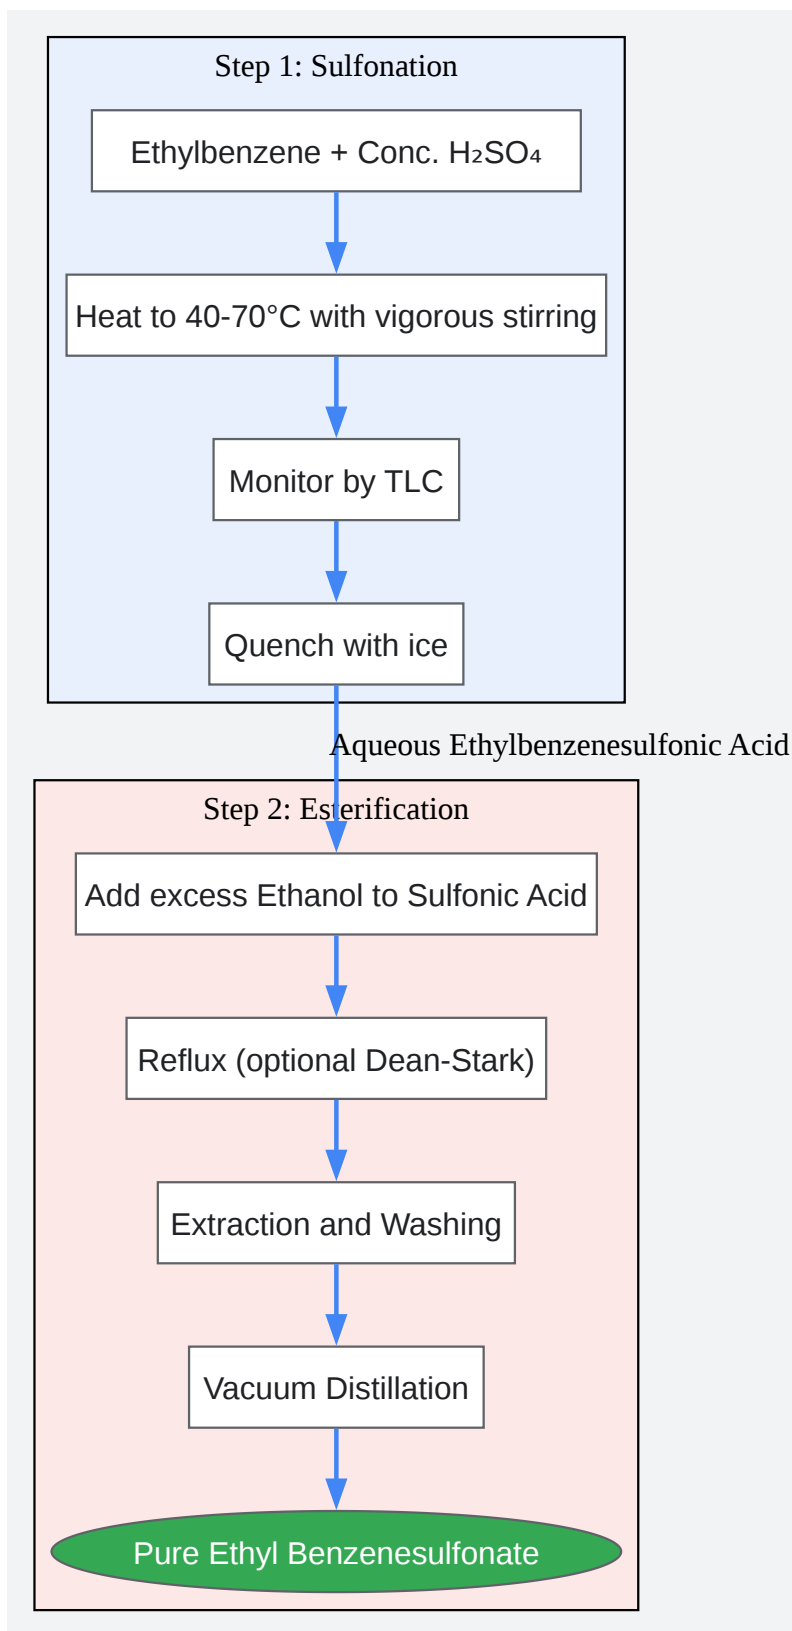 Step 1: Sulfonation
Ethylbenzene + Conc. H₂SO₄
Heat to 40-70°C with vigorous stirring
Monitor by TLC
Quench with ice
Aqueous Ethylbenzenesulfonic Acid
Step 2: Esterification
Add excess Ethanol to Sulfonic Acid
Reflux (optional Dean-Stark)
Extraction and Washing
Vacuum Distillation
Pure Ethyl Benzenesulfonate